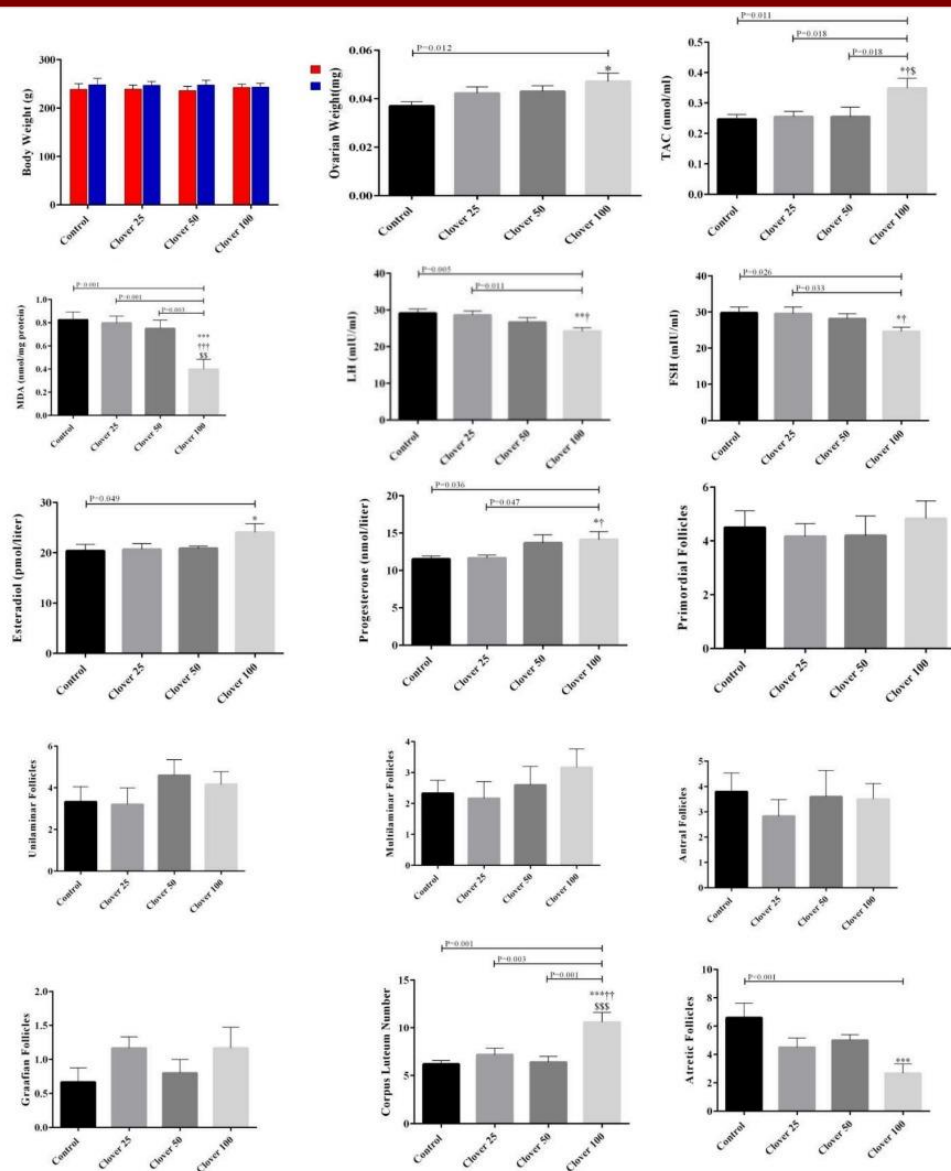 Body Weight (g)
300
200
100
0
Control
Clover 25
Clover 50
Clover 100
Ovarian Weight(mg)
0.06
0.04
0.02
0.00
P=0.012
*
Control
Clover 25
Clover 50
Clover 100
TAC (nmol/ml)
0.5
0.4
0.3
0.2
0.1
0.0
P=0.011
P=0.018
P=0.018
*†$
Control
Clover 25
Clover 50
Clover 100
MDA (nmol/mg protein)
1.0
0.8
0.6
0.4
0.2
0.0
P=0.001
P=0.001
P=0.003
***
†††
$$
Control
Clover 25
Clover 50
Clover 100
LH (mIU/ml)
40
30
20
10
0
P=0.005
P=0.011
**†
Control
Clover 25
Clover 50
Clover 100
FSH (mIU/ml)
40
30
20
10
0
P=0.026
P=0.033
*†
Control
Clover 25
Clover 50
Clover 100
Esteradiol (pmol/liter)
30
20
10
0
P=0.049
*
Control
Clover 25
Clover 50
Clover 100
Progesterone (nmol/liter)
20
15
10
5
0
P=0.036
P=0.047
*†
Control
Clover 25
Clover 50
Clover 100
Primordial Follicles
6
4
2
0
Control
Clover 25
Clover 50
Clover 100
Unilaminar Follicles
6
4
2
0
Control
Clover 25
Clover 50
Clover 100
Multilaminar Follicles
4
3
2
1
0
Control
Clover 25
Clover 50
Clover 100
Antral Follicles
5
4
3
2
1
0
Control
Clover 25
Clover 50
Clover 100
Graafian Follicles
2.0
1.5
1.0
0.5
0.0
Control
Clover 25
Clover 50
Clover 100
Corpus Luteum Number
15
10
5
0
P=0.001
P=0.003
P=0.001
***††
$$$
Control
Clover 25
Clover 50
Clover 100
Atretic Follicles
10
8
6
4
2
0
P=0.001
***
Control
Clover 25
Clover 50
Clover 100